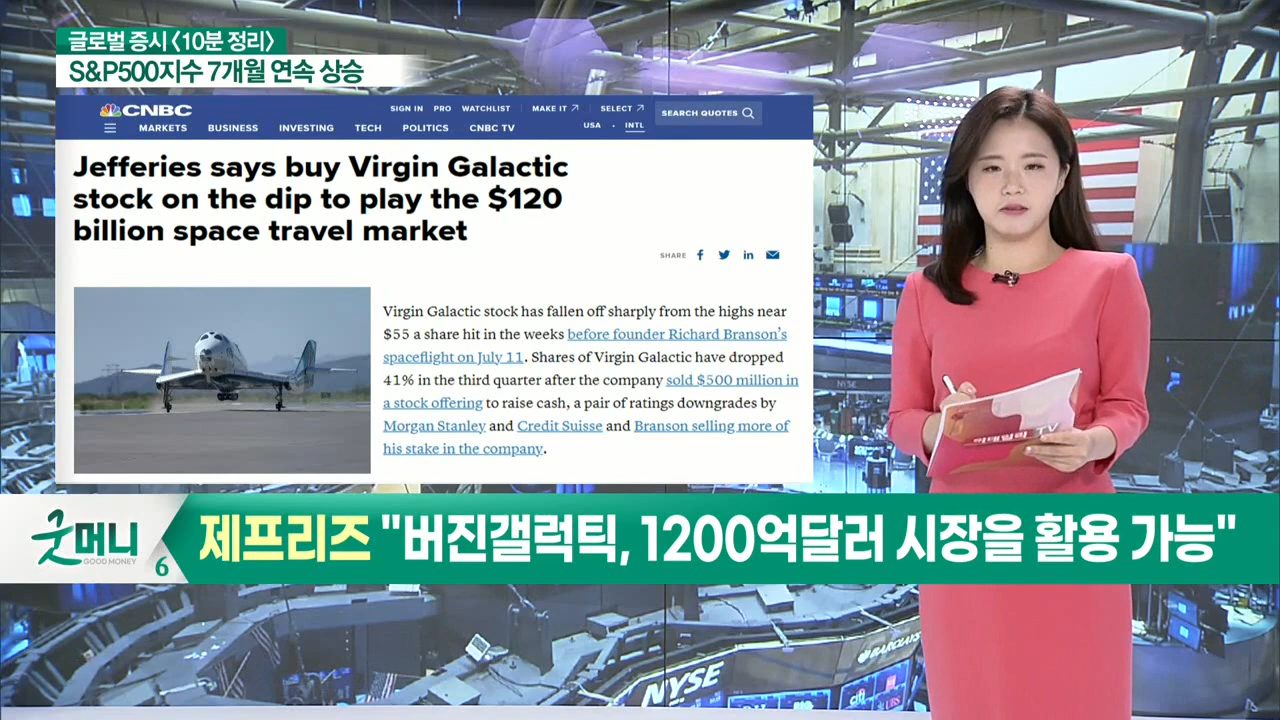 글로벌 증시 <10분 정리>
S&P500지수 7개월 연속 상승
CNBC
SIGN IN PRO WATCHLIST MAKE IT SELECT SEARCH QUOTES
MARKETS BUSINESS INVESTING TECH POLITICS CNBC TV USA · INTL
Jefferies says buy Virgin Galactic
stock on the dip to play the $120
billion space travel market
SHARE
Virgin Galactic stock has fallen off sharply from the highs near
$55 a share hit in the weeks before founder Richard Branson's
spaceflight on July 11. Shares of Virgin Galactic have dropped
41% in the third quarter after the company sold $500 million in
a stock offering to raise cash, a pair of ratings downgrades by
Morgan Stanley and Credit Suisse and Branson selling more of
his stake in the company.
NYSE
TV
굿머니
GOOD MONEY
6
제프리즈 "버진갤럭틱, 1200억달러 시장을 활용 가능"
BARCLAYS
NYSE
citi